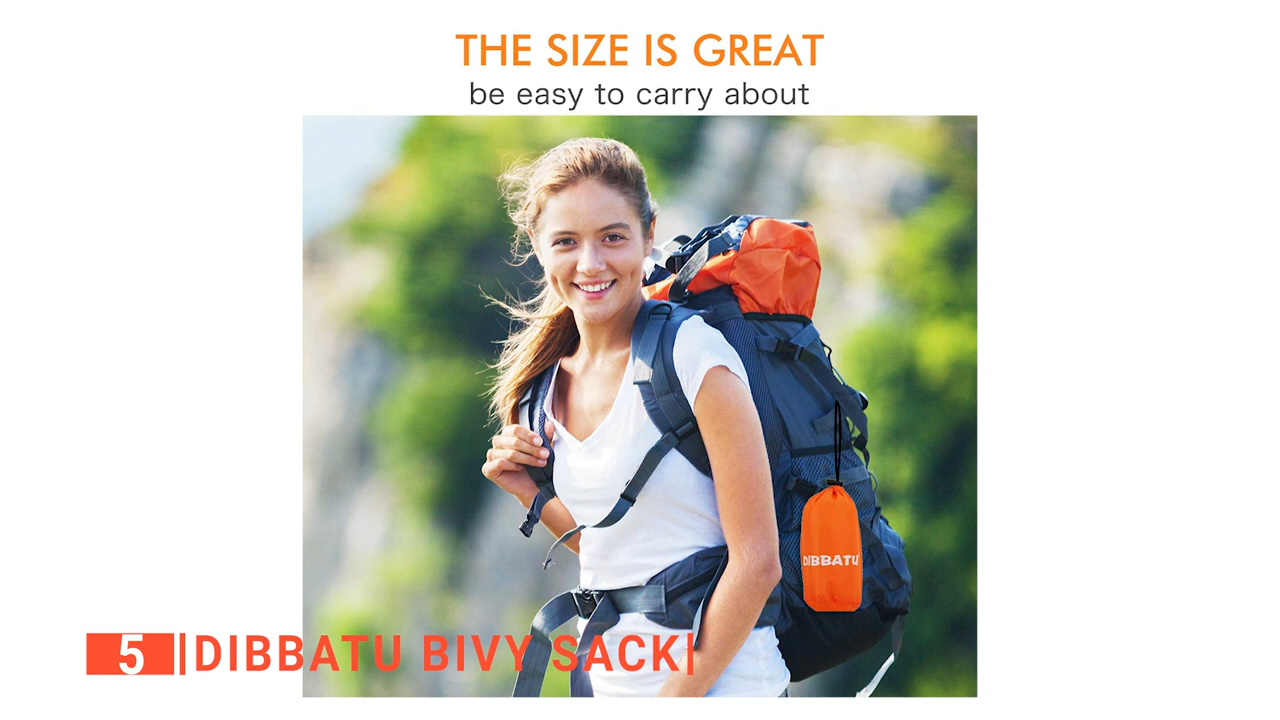 THE SIZE IS GREAT
be easy to carry about
DIBBATU
5 |DIBBATU BIVY SACK|